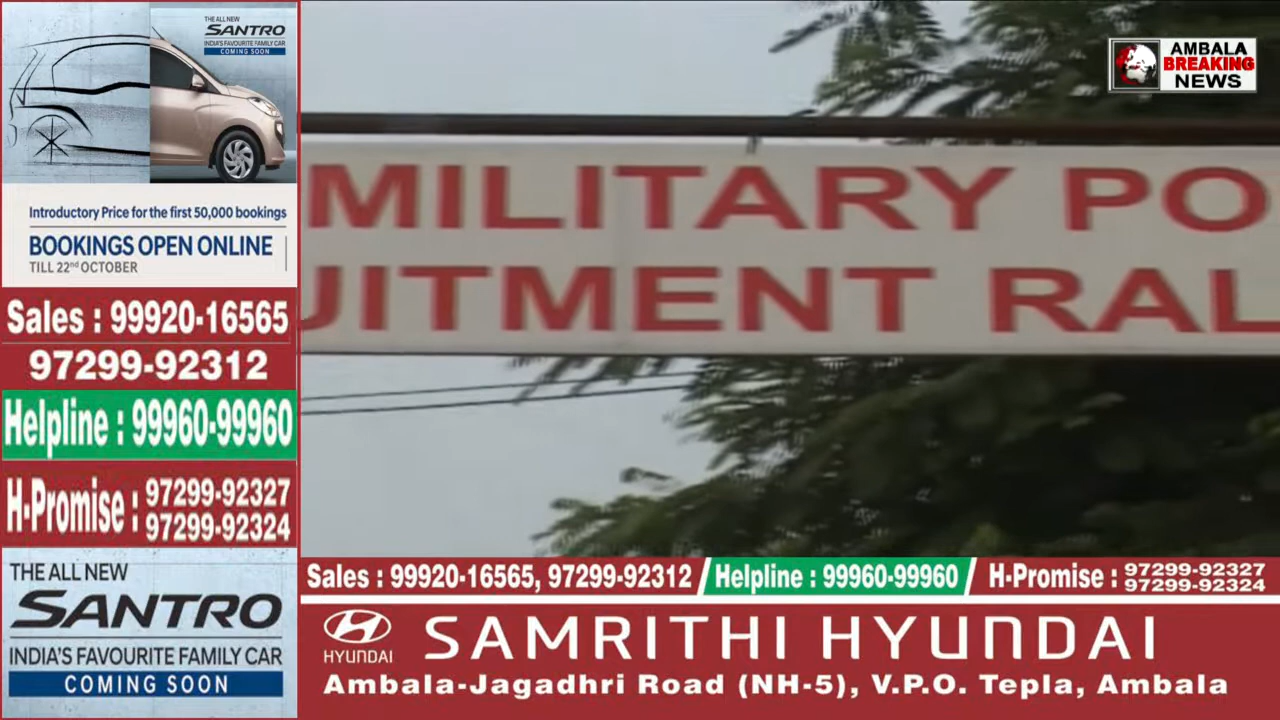 THE ALL NEW
SANTRO
INDIA'S FAVOURITE FAMILY CAR
COMING SOON
Introductory Price for the first 50,000 bookings
BOOKINGS OPEN ONLINE
TILL 22nd OCTOBER
Sales : 99920-16565
97299-92312
Helpline : 99960-99960
H-Promise : 97299-92327
97299-92324
THE ALL NEW
SANTRO
INDIA'S FAVOURITE FAMILY CAR
COMING SOON
AMBALA
BREAKING
NEWS
MILITARY PO
UITMENT RAL
Sales : 99920-16565, 97299-92312 / Helpline : 99960-99960 / H-Promise : 97299-92327
97299-92324
HYUNDAI
SAMRITHI HYUNDAI
Ambala-Jagadhri Road (NH-5), V.P.O. Tepla, Ambala